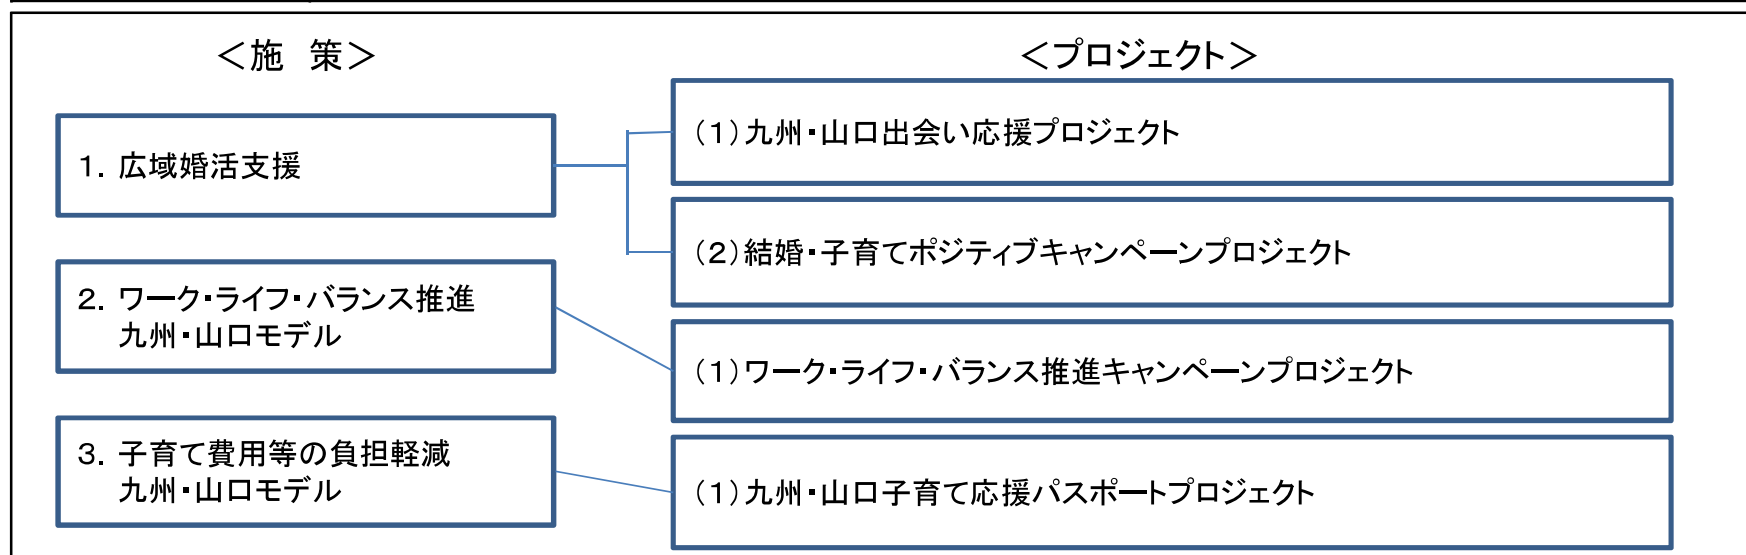 ＜施　策＞
＜プロジェクト＞
1. 広域婚活支援
(1)九州・山口出会い応援プロジェクト
(2)結婚・子育てポジティブキャンペーンプロジェクト
2. ワーク・ライフ・バランス推進
九州・山口モデル
(1)ワーク・ライフ・バランス推進キャンペーンプロジェクト
3. 子育て費用等の負担軽減
九州・山口モデル
(1)九州・山口子育て応援パスポートプロジェクト